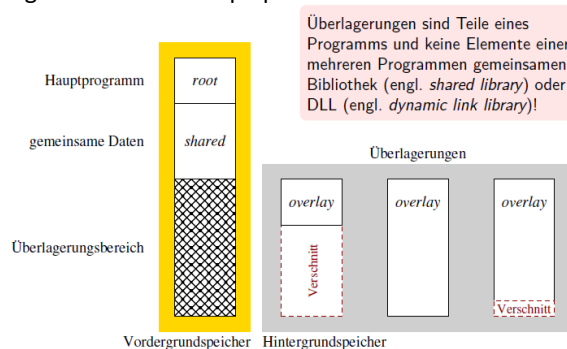 Überlagerungen sind Teile eines
Programms und keine Elemente einer
mehreren Programmen gemeinsamen
Bibliothek (engl. shared library) oder
DLL (engl. dynamic link library)!
Hauptprogramm
root
gemeinsame Daten
shared
Überlagerungen
overlay
overlay
overlay
Überlagerungsbereich
Verschnitt
Verschnitt
Vordergrundspeicher
Hintergrundspeicher